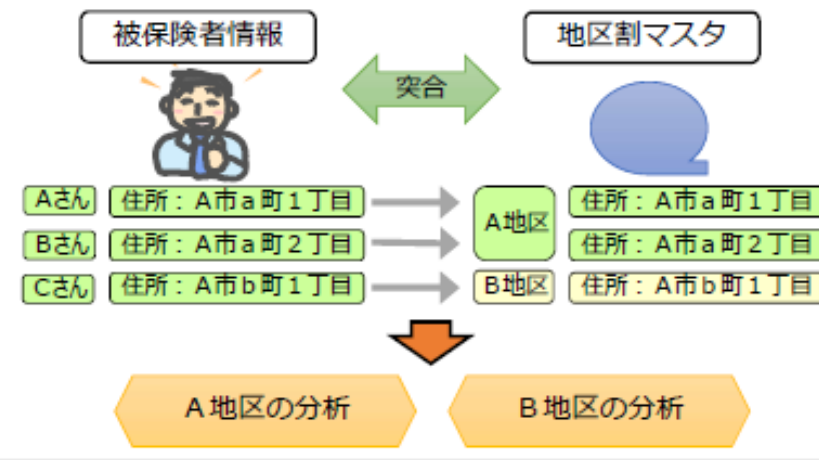 被保険者情報
地区割マスタ
突合
Aさん 住所：A市a町1丁目 A地区 住所：A市a町1丁目
Bさん 住所：A市a町2丁目 住所：A市a町2丁目
Cさん 住所：A市b町1丁目 B地区 住所：A市b町1丁目
A地区の分析
B地区の分析